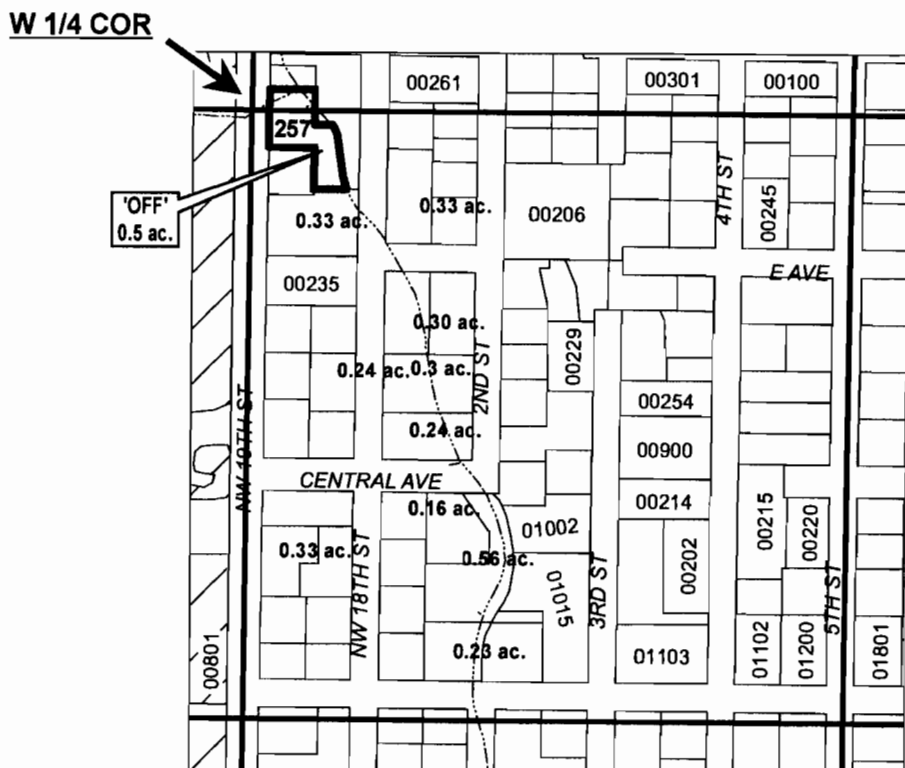 W 1/4 COR
00261
00301
00100
257
'OFF'
0.5 ac.
0.33 ac.
0.33 ac.
00206
4TH ST
00245
E AVE
00235
0.30 ac.
00229
2ND ST
0.24 ac.
0.3 ac.
00254
0.24 ac.
NW 19TH ST
00900
CENTRAL AVE
0.16 ac.
00214
00215
00220
01002
0.33 ac.
0.56 ac.
NW 18TH ST
00202
01015
3RD ST
5TH ST
00801
0.23 ac.
01103
01102
01200
01801